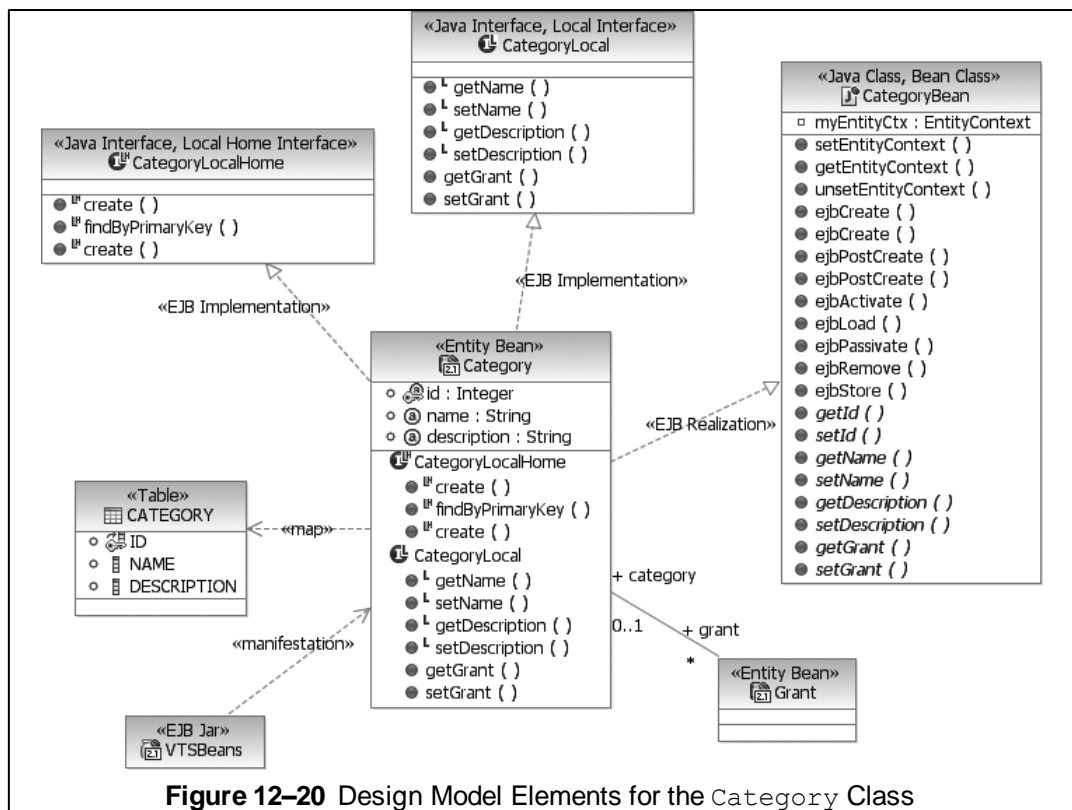 «Java Interface, Local Interface»
CategoryLocal
getName ( )
setName ( )
getDescription ( )
setDescription ( )
getGrant ( )
setGrant ( )
«Java Class, Bean Class»
CategoryBean
myEntityCtx : EntityContext
setEntityContext ( )
getEntityContext ( )
unsetEntityContext ( )
ejbCreate ( )
ejbCreate ( )
ejbPostCreate ( )
ejbPostCreate ( )
ejbActivate ( )
ejbLoad ( )
ejbPassivate ( )
ejbRemove ( )
ejbStore ( )
getId ( )
setId ( )
getName ( )
setName ( )
getDescription ( )
setDescription ( )
getGrant ( )
setGrant ( )
«Java Interface, Local Home Interface»
CategoryLocalHome
create ( )
findByPrimaryKey ( )
create ( )
«EJB Implementation»
«EJB Implementation»
«Entity Bean»
Category
id : Integer
name : String
description : String
CategoryLocalHome
create ( )
findByPrimaryKey ( )
create ( )
CategoryLocal
getName ( )
setName ( )
getDescription ( )
setDescription ( )
getGrant ( )
setGrant ( )
«EJB Realization»
«Table»
CATEGORY
ID
NAME
DESCRIPTION
«map»
«manifestation»
+ category
0..1
+ grant
*
«Entity Bean»
Grant
«EJB Jar»
VTSBeans
Figure 12–20 Design Model Elements for the Category Class